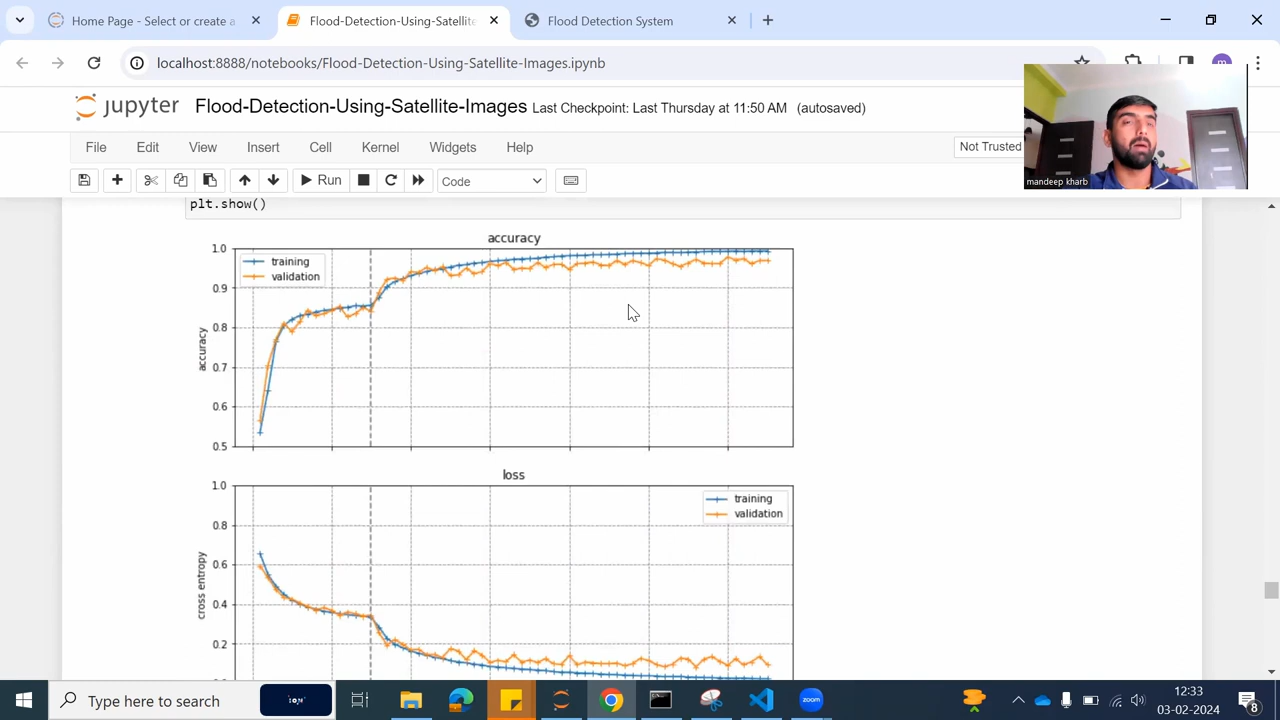 Home Page - Select or create a
Flood-Detection-Using-Satellite
Flood Detection System
localhost:8888/notebooks/Flood-Detection-Using-Satellite-Images.ipynb
m
jupyter Flood-Detection-Using-Satellite-Images Last Checkpoint: Last Thursday at 11:50 AM (autosaved)
File Edit View Insert Cell Kernel Widgets Help
Not Trusted
Run Code
mandeep kharb
plt.show()
accuracy
1.0
0.9
0.8
0.7
0.6
0.5
accuracy
training
validation
loss
1.0
0.8
0.6
0.4
0.2
cross entropy
training
validation
Type here to search
zoom
12:33
03-02-2024
8